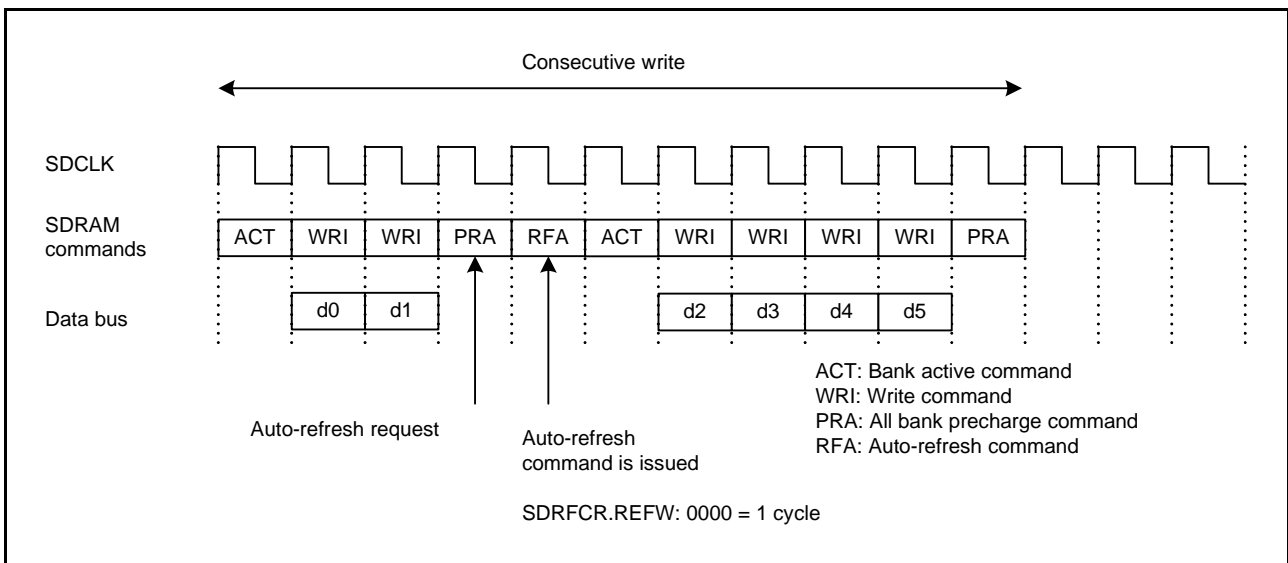 Consecutive write
SDCLK
SDRAM
commands
ACT WRI WRI PRA RFA ACT WRI WRI WRI WRI PRA
Data bus
d0 d1 d2 d3 d4 d5
ACT: Bank active command
WRI: Write command
PRA: All bank precharge command
RFA: Auto-refresh command
Auto-refresh request
Auto-refresh
command is issued
SDRFCR.REFW: 0000 = 1 cycle